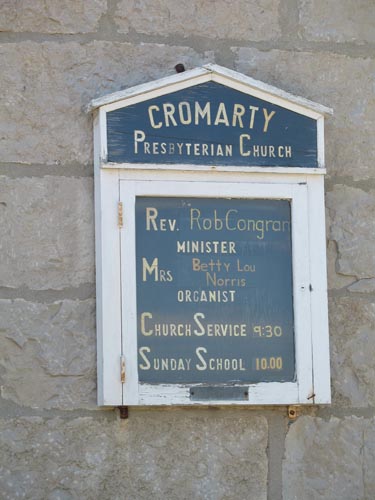 CROMARTY
PRESBYTERIAN CHURCH
REV. Rob Congram
MINISTER
MRS Betty Lou
Norris
ORGANIST
CHURCH SERVICE 9:30
SUNDAY SCHOOL 10.00